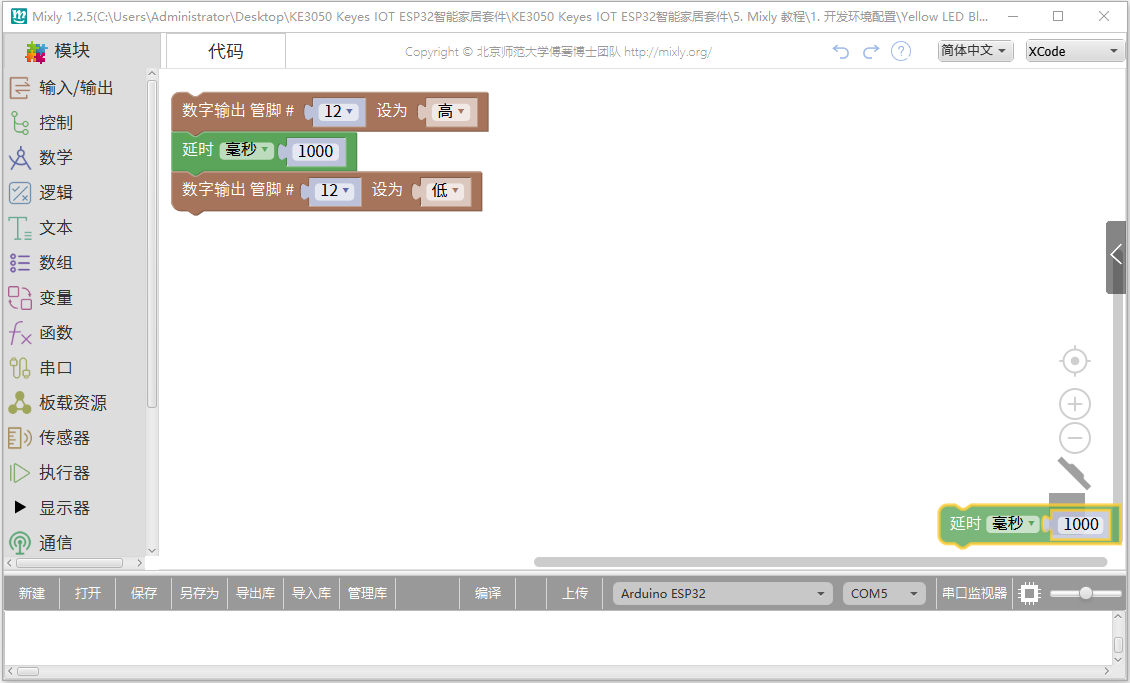 Mixly 1.2.5(C:\Users\Administrator\Desktop\KE3050 Keyes IOT ESP32智能家居套件\KE3050 Keyes IOT ESP32智能家居套件\5. Mixly 教程\1. 开发环境配置\Yellow LED Bl...
模块
代码
Copyright © 北京师范大学傅骞博士团队 http://mixly.org/
简体中文
XCode
输入/输出
控制
数学
逻辑
文本
数组
变量
函数
串口
板载资源
传感器
执行器
显示器
通信
数字输出 管脚 # 12 设为 高
延时 毫秒 1000
数字输出 管脚 # 12 设为 低
延时 毫秒 1000
新建 打开 保存 另存为 导出库 导入库 管理库 编译 上传 Arduino ESP32 COM5 串口监视器